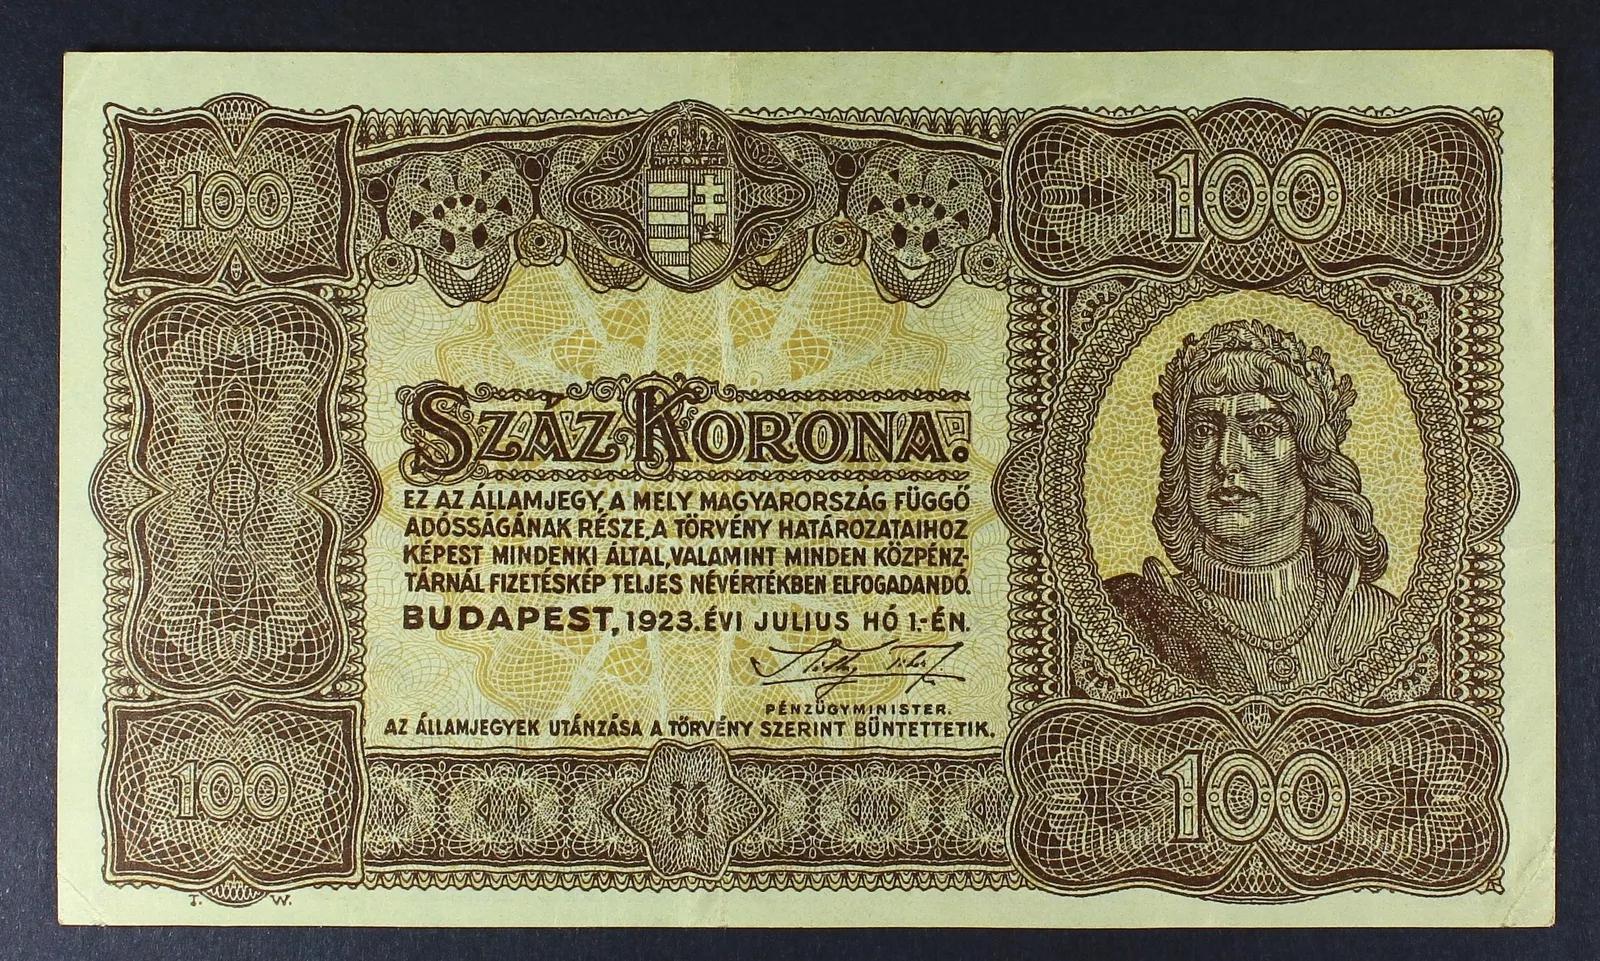 100
100
SZÁZ KORONA.
EZ AZ ÁLLAMJEGY, A MELY MAGYARORSZÁG FÜGGŐ
ADÓSSÁGÁNAK RÉSZE, A TÖRVÉNY HATÁROZATAIHOZ
KÉPEST MINDENKI ÁLTAL, VALAMINT MINDEN KÖZPÉNZ-
TÁRNÁL FIZETÉSKÉP TELJES NÉVÉRTÉKBEN ELFOGADANDÓ.
BUDAPEST, 1923. ÉVI JULIUS HÓ 1.-ÉN.
PÉNZÜGYMINISTER.
AZ ÁLLAMJEGYEK UTÁNZÁSA A TÖRVÉNY SZERINT BÜNTETTETIK.
100
100
T. W.